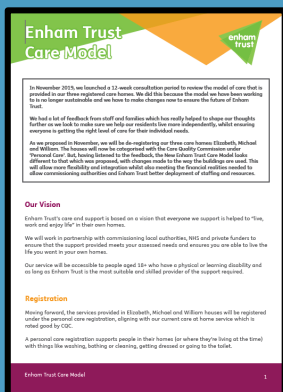 Enham Trust
Care Model
enham
trust
In November 2015, we launched a 12-week consultation period to review the model of care that is
provided in our three registered care homes. We did this because the model we have been working
to is no longer sustainable and we have to make changes now to ensure the future of Enham
Trust.
We had a lot of feedback from staff and families which has really helped to shape our thoughts
further as we look to make sure we help our residents live more independently, whilst ensuring
everyone is getting the right level of care for their individual needs.
As we proposed in November, we will be de-registering our three care homes: Elizabeth, Michael
and William. The houses will now be categorised with the Care Quality Commission under
'Personal Care'. But, having listened to the feedback, the New Enham Trust Care Model looks
different to that which was proposed, with changes made to the way the buildings are used. This
will allow more flexibility and integration whilst also meeting the financial realities needed to
allow commissioning authorities and Enham Trust better deployment of staffing and resources.
Our Vision
Enham Trust's care and support is based on a vision that everyone we support is helped to "live,
work and enjoy life" in their own homes.
We will work in partnership with commissioning local authorities, NHS and private funders to
ensure that the support provided meets your assessed needs and ensures you are able to live the
life you want in your own homes.
Our service will be accessible to people aged 18+ who have a physical or learning disability and
as long as Enham Trust is the most suitable and skilled provider of the support required.
Registration
Moving forward, the services provided in Elizabeth, Michael and William houses will be registered
under the personal care registration, aligning with our current care at home service which is
rated good by CQC.
A personal care registration supports people in their homes (or where they're living at the time)
with things like washing, bathing or cleaning, getting dressed or going to the toilet.
Enham Trust Care Model
1